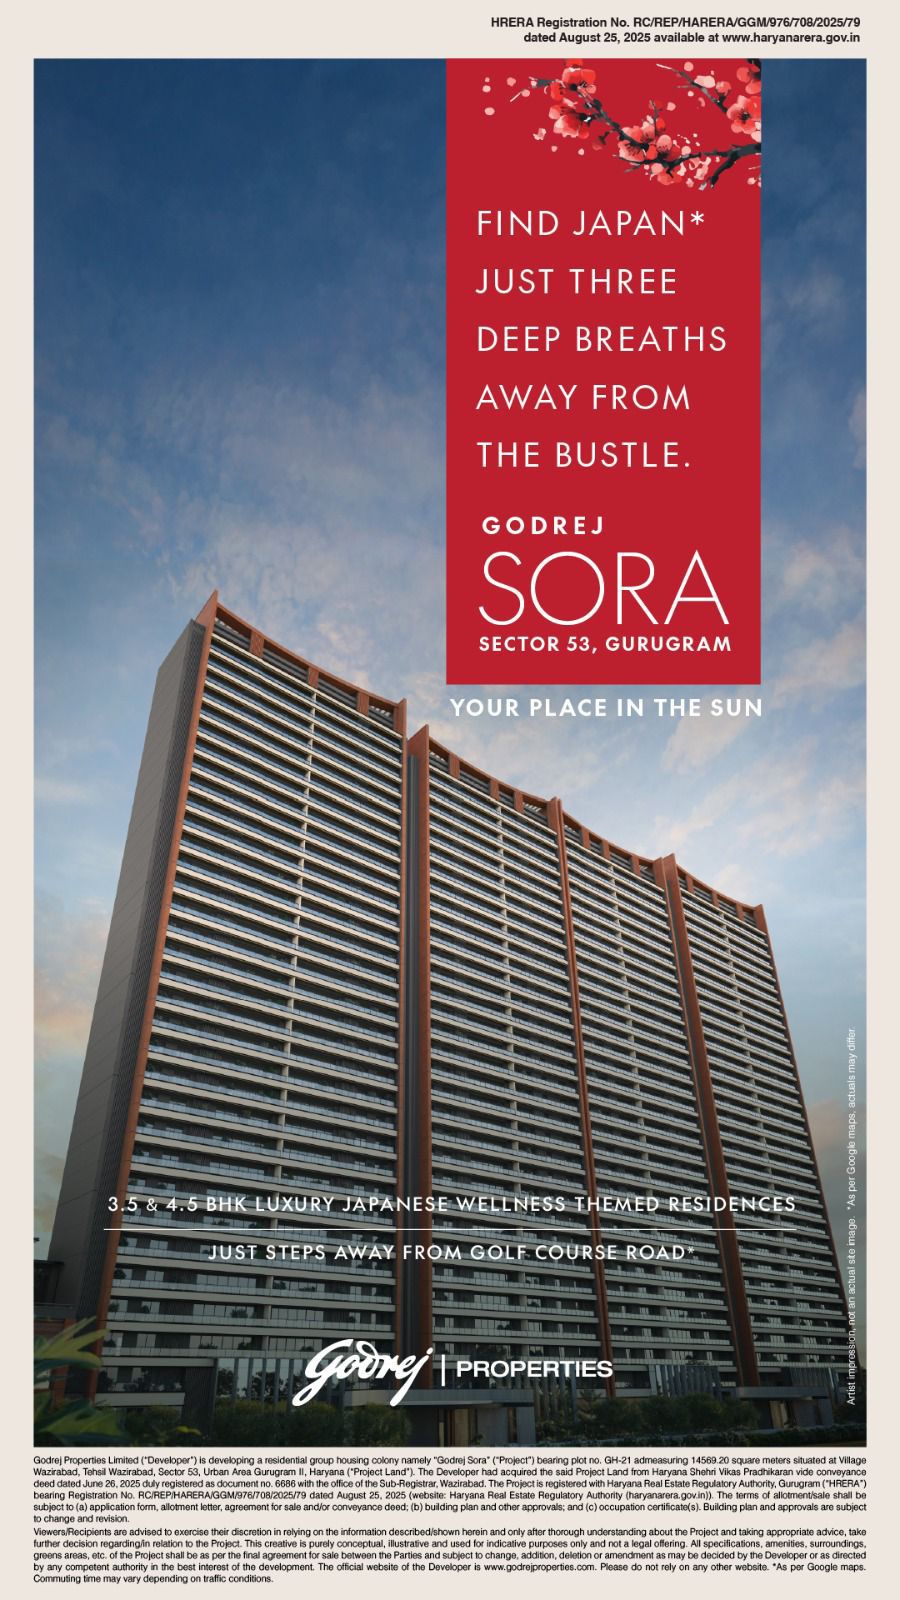 HRERA Registration No. RC/REP/HARERA/GGM/976/708/2025/79
dated August 25, 2025 available at www.haryanarera.gov.in
FIND JAPAN*
JUST THREE
DEEP BREATHS
AWAY FROM
THE BUSTLE.
GODREJ
SORA
SECTOR 53, GURUGRAM
YOUR PLACE IN THE SUN
3.5 & 4.5 BHK LUXURY JAPANESE WELLNESS THEMED RESIDENCES
JUST STEPS AWAY FROM GOLF COURSE ROAD*
Godrej | PROPERTIES
Artist impression, not an actual site image. *As per Google maps, actuals may differ.
Godrej Properties Limited ("Developer") is developing a residential group housing colony namely "Godrej Sora" ("Project") bearing plot no. GH-21 admeasuring 14569.20 square meters situated at Village
Wazirabad, Tehsil Wazirabad, Sector 53, Urban Area Gurugram II, Haryana ("Project Land"). The Developer had acquired the said Project Land from Haryana Shehri Vikas Pradhikaran vide conveyance
deed dated June 26, 2025 duly registered as document no. 6686 with the office of the Sub-Registrar, Wazirabad. The Project is registered with Haryana Real Estate Regulatory Authority, Gurugram ("HRERA")
bearing Registration No. RC/REP/HARERA/GGM/976/708/2025/79 dated August 25, 2025 (website: Haryana Real Estate Regulatory Authority (haryanarera.gov.in)). The terms of allotment/sale shall be
subject to (a) application form, allotment letter, agreement for sale and/or conveyance deed; (b) building plan and other approvals; and (c) occupation certificate(s). Building plan and approvals are subject
to change and revision.
Viewers/Recipients are advised to exercise their discretion in relying on the information described/shown herein and only after thorough understanding about the Project and taking appropriate advice, take
further decision regarding/in relation to the Project. This creative is purely conceptual, illustrative and used for indicative purposes only and not a legal offering. All specifications, amenities, surroundings,
greens areas, etc. of the Project shall be as per the final agreement for sale between the Parties and subject to change, addition, deletion or amendment as may be decided by the Developer or as directed
by any competent authority in the best interest of the development. The official website of the Developer is www.godrejproperties.com. Please do not rely on any other website. *As per Google maps.
Commuting time may vary depending on traffic conditions.